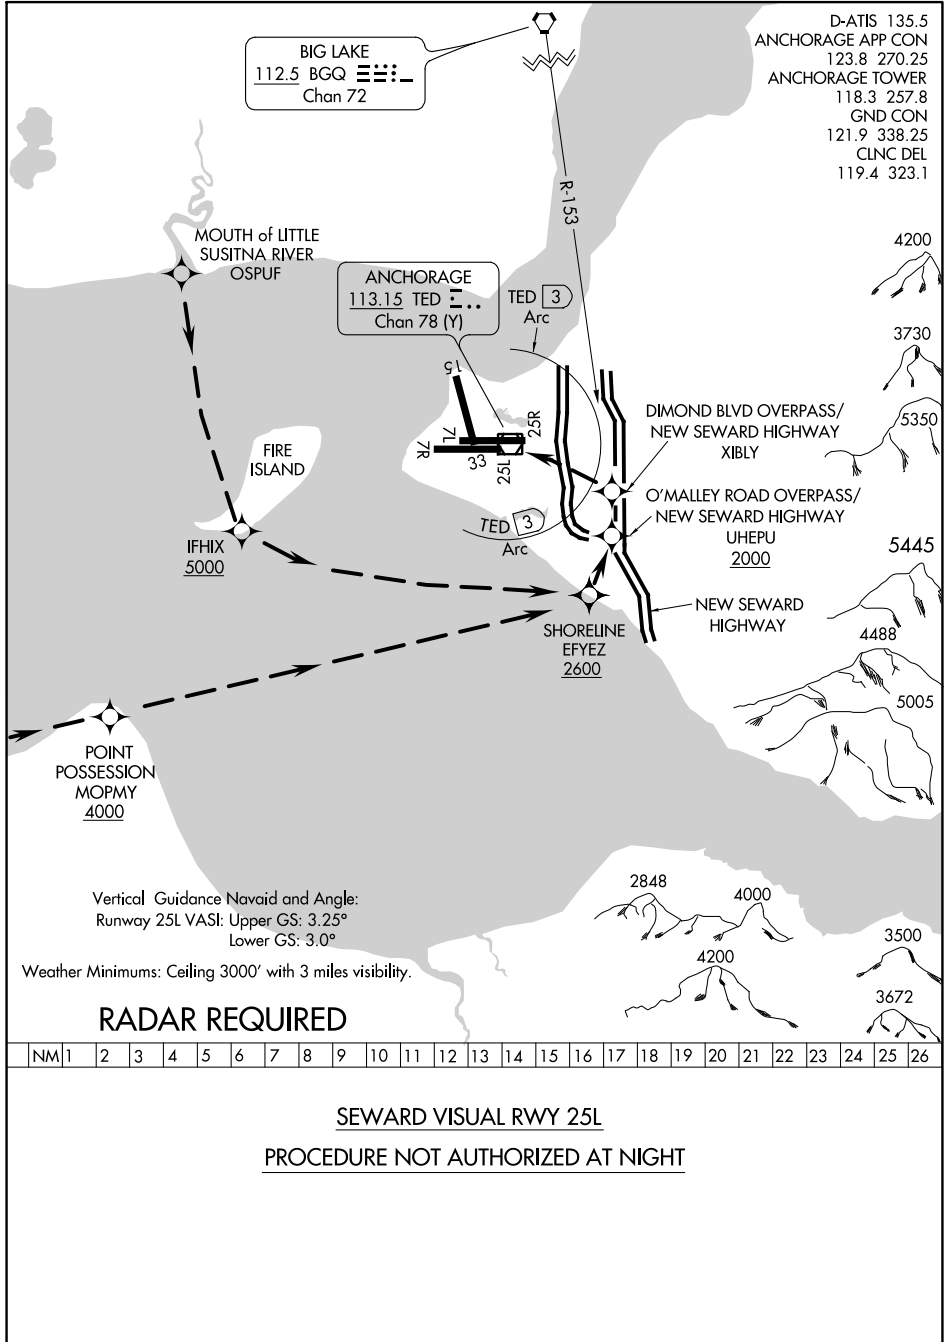 D-ATIS 135.5
ANCHORAGE APP CON
123.8 270.25
ANCHORAGE TOWER
118.3 257.8
GND CON
121.9 338.25
CLNC DEL
119.4 323.1
BIG LAKE
112.5 BGQ
Chan 72
R-153
MOUTH of LITTLE
SUSITNA RIVER
OSPUF
ANCHORAGE
113.15 TED
Chan 78 (Y)
TED 3
Arc
4200
3730
5350
15
7L
7R
33
25R
25L
DIMOND BLVD OVERPASS/
NEW SEWARD HIGHWAY
XIBLY
FIRE
ISLAND
O'MALLEY ROAD OVERPASS/
NEW SEWARD HIGHWAY
UHEPU
2000
TED 3
Arc
IFHIX
5000
5445
NEW SEWARD
HIGHWAY
SHORELINE
EFYEZ
2600
4488
5005
POINT
POSSESSION
MOPMY
4000
2848
4000
4200
3500
3672
Vertical Guidance Navaid and Angle:
Runway 25L VASI: Upper GS: 3.25°
Lower GS: 3.0°
Weather Minimums: Ceiling 3000' with 3 miles visibility.
RADAR REQUIRED
NM 1 2 3 4 5 6 7 8 9 10 11 12 13 14 15 16 17 18 19 20 21 22 23 24 25 26
SEWARD VISUAL RWY 25L
PROCEDURE NOT AUTHORIZED AT NIGHT